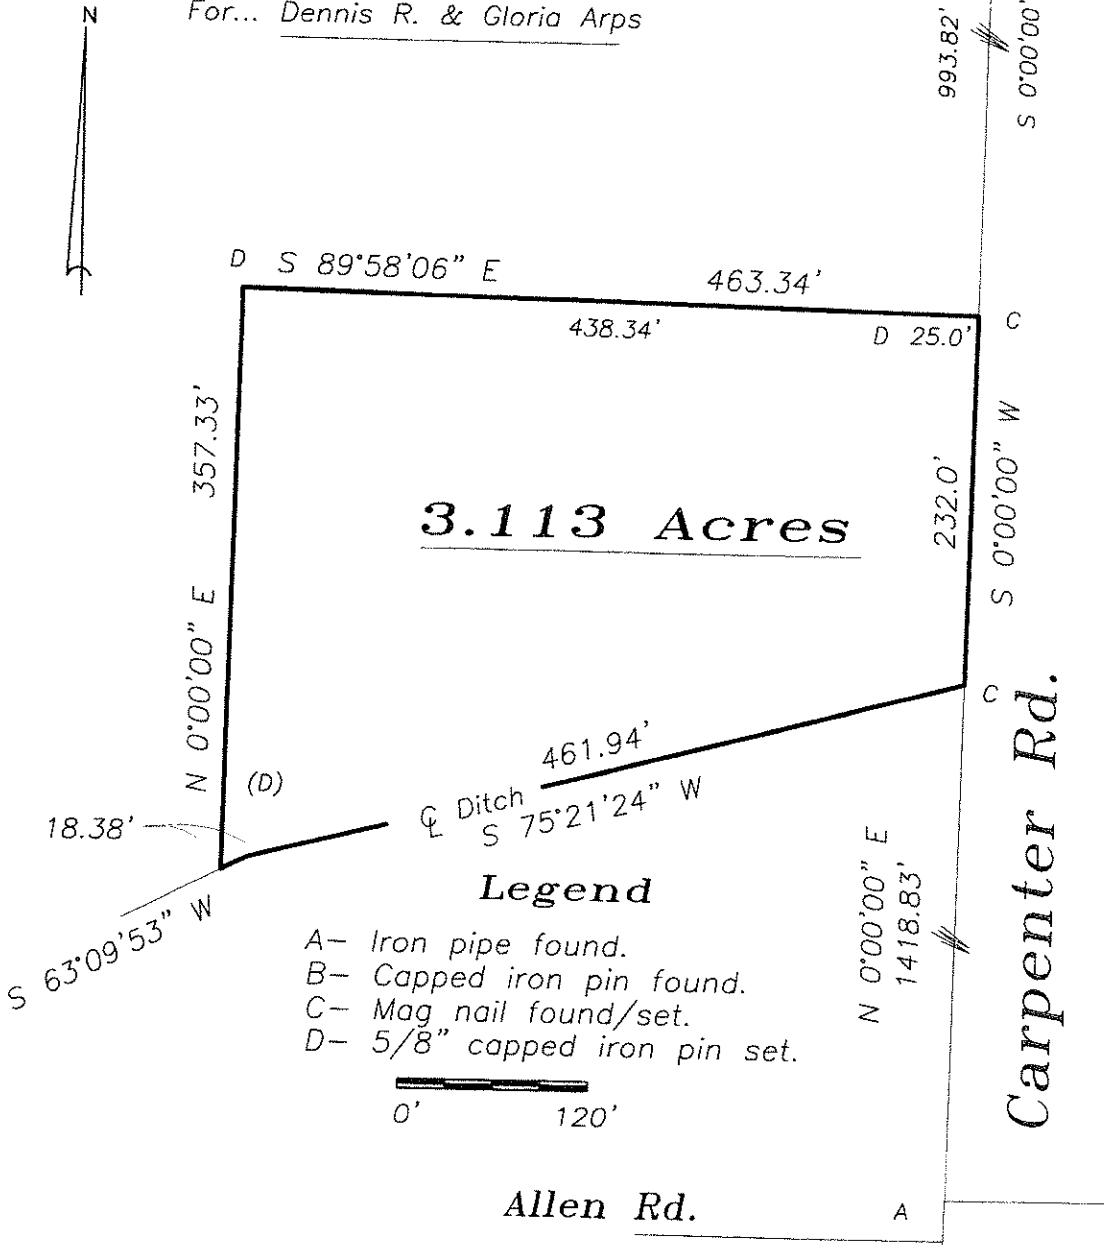 N
For... Dennis R. & Gloria Arps
993.82'
D S 89°58'06" E 463.34'
438.34' D 25.0' C
357.33'
N 0°00'00" E
3.113 Acres
232.0'
S 0°00'00" W
C
461.94'
℄ Ditch
S 75°21'24" W
(D)
18.38'
S 63°09'53" W
Legend
A- Iron pipe found.
B- Capped iron pin found.
C- Mag nail found/set.
D- 5/8" capped iron pin set.
0' 120'
N 0°00'00" E
1418.83'
Carpenter Rd.
Allen Rd. A